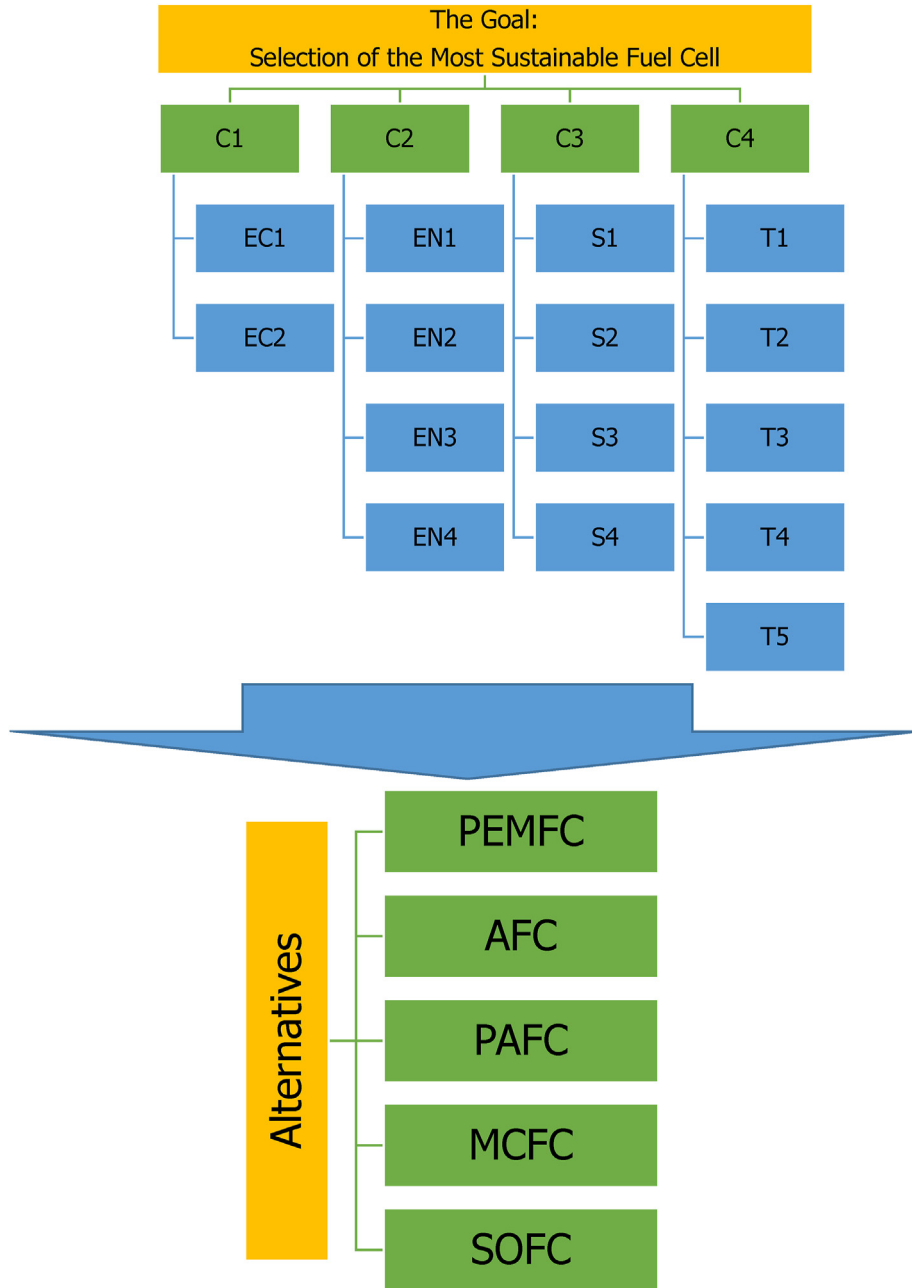 The Goal:
Selection of the Most Sustainable Fuel Cell
C1
C2
C3
C4
EC1
EN1
S1
T1
EC2
EN2
S2
T2
EN3
S3
T3
EN4
S4
T4
T5
Alternatives
PEMFC
AFC
PAFC
MCFC
SOFC